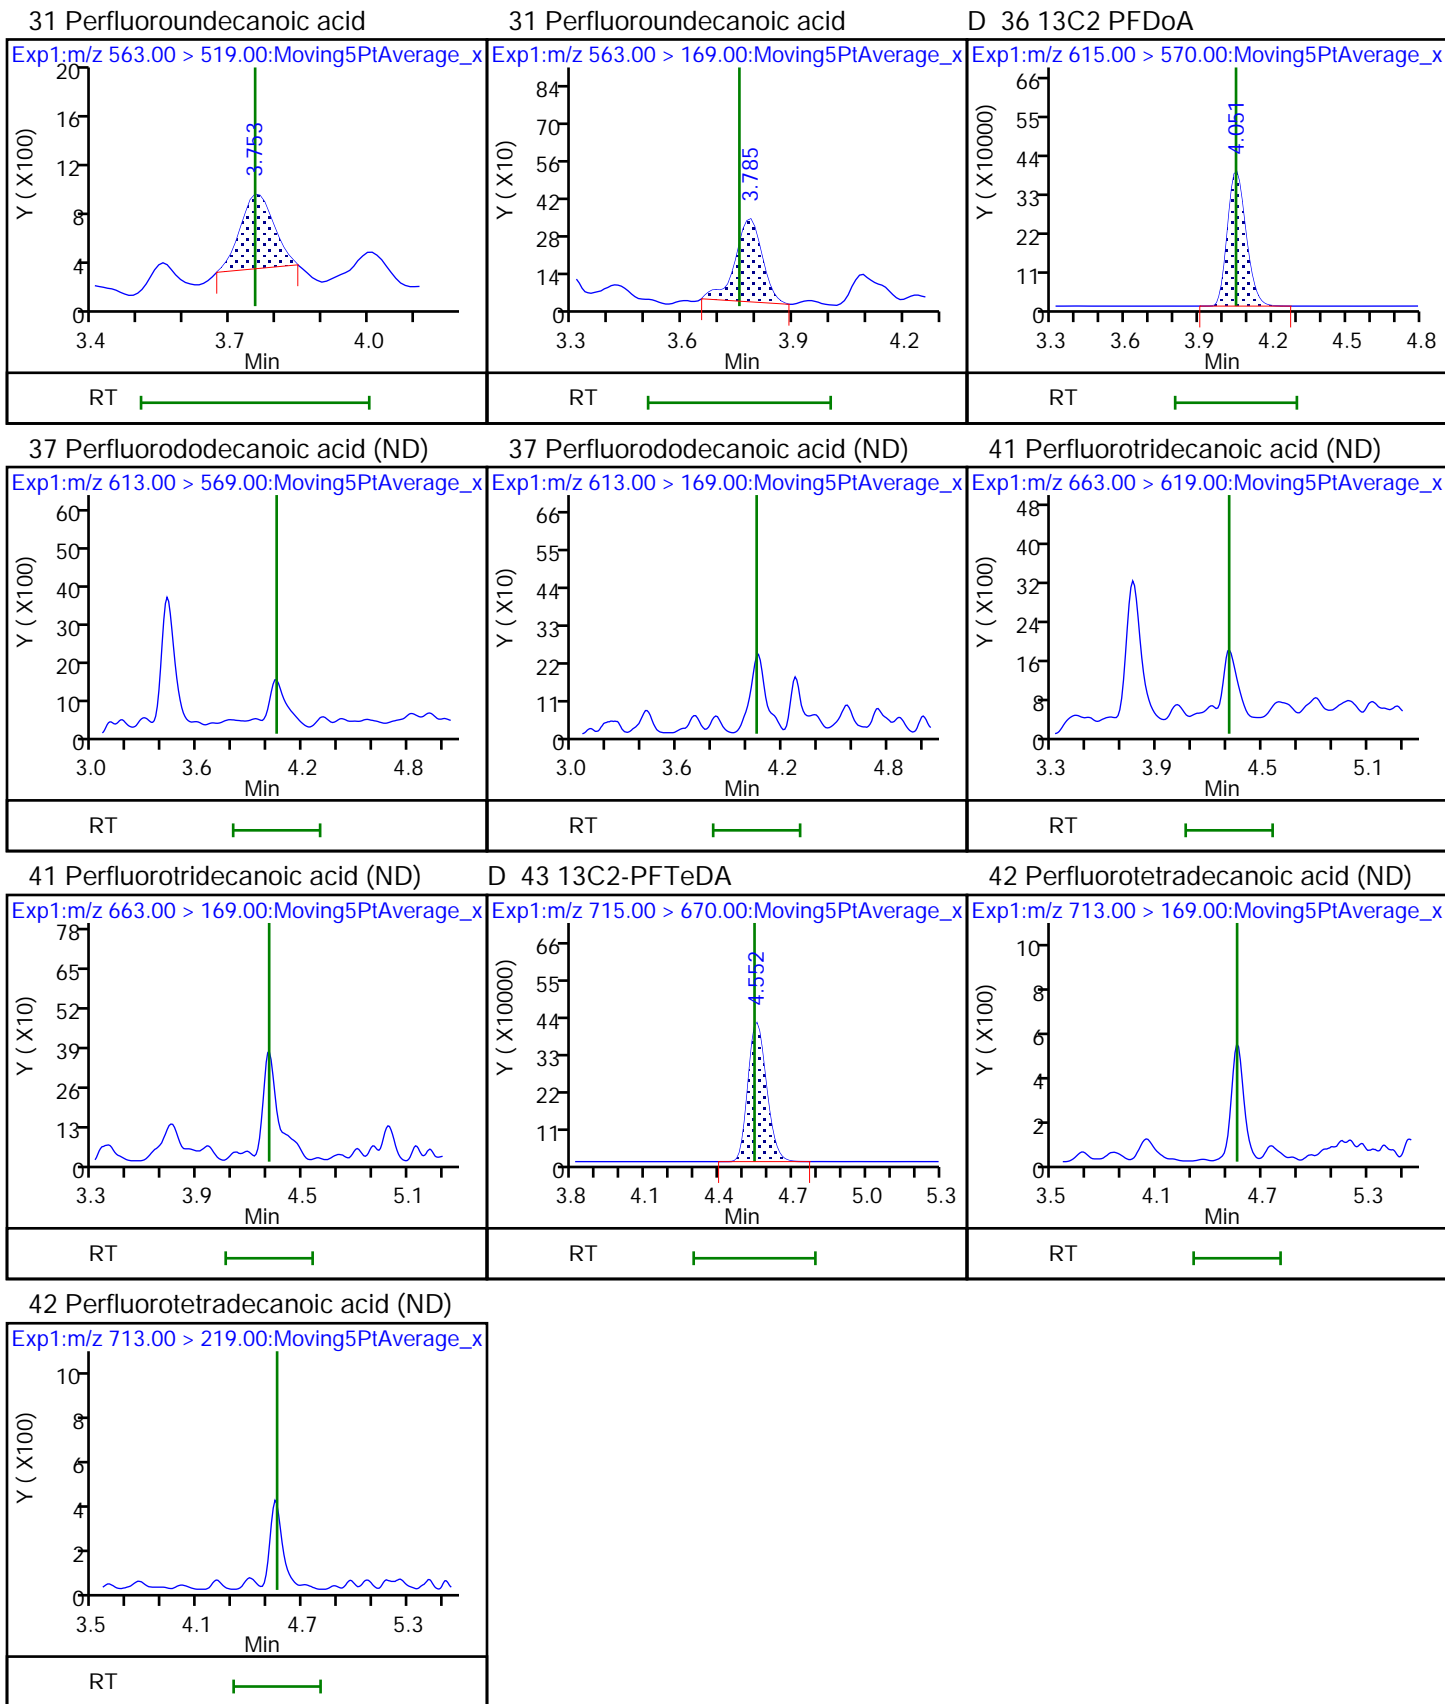 31 Perfluoroundecanoic acid
Exp1:m/z 563.00 > 519.00:Moving5PtAverage_x
Y ( X100)
20
16
12
8
4
0
3.753
3.4 3.7 4.0
Min
RT
31 Perfluoroundecanoic acid
Exp1:m/z 563.00 > 169.00:Moving5PtAverage_x
Y ( X10)
84
70
56
42
28
14
0
3.785
3.3 3.6 3.9 4.2
Min
RT
D 36 13C2 PFDoA
Exp1:m/z 615.00 > 570.00:Moving5PtAverage_x
Y ( X10000)
66
55
44
33
22
11
0
4.051
3.3 3.6 3.9 4.2 4.5 4.8
Min
RT
37 Perfluorododecanoic acid (ND)
Exp1:m/z 613.00 > 569.00:Moving5PtAverage_x
Y ( X100)
60
50
40
30
20
10
0
3.0 3.6 4.2 4.8
Min
RT
37 Perfluorododecanoic acid (ND)
Exp1:m/z 613.00 > 169.00:Moving5PtAverage_x
Y ( X10)
66
55
44
33
22
11
0
3.0 3.6 4.2 4.8
Min
RT
41 Perfluorotridecanoic acid (ND)
Exp1:m/z 663.00 > 619.00:Moving5PtAverage_x
Y ( X100)
48
40
32
24
16
8
0
3.3 3.9 4.5 5.1
Min
RT
41 Perfluorotridecanoic acid (ND)
Exp1:m/z 663.00 > 169.00:Moving5PtAverage_x
Y ( X10)
78
65
52
39
26
13
0
3.3 3.9 4.5 5.1
Min
RT
D 43 13C2-PFTeDA
Exp1:m/z 715.00 > 670.00:Moving5PtAverage_x
Y ( X10000)
66
55
44
33
22
11
0
4.552
3.8 4.1 4.4 4.7 5.0 5.3
Min
RT
42 Perfluorotetradecanoic acid (ND)
Exp1:m/z 713.00 > 169.00:Moving5PtAverage_x
Y ( X100)
10
8
6
4
2
0
3.5 4.1 4.7 5.3
Min
RT
42 Perfluorotetradecanoic acid (ND)
Exp1:m/z 713.00 > 219.00:Moving5PtAverage_x
Y ( X100)
10
8
6
4
2
0
3.5 4.1 4.7 5.3
Min
RT